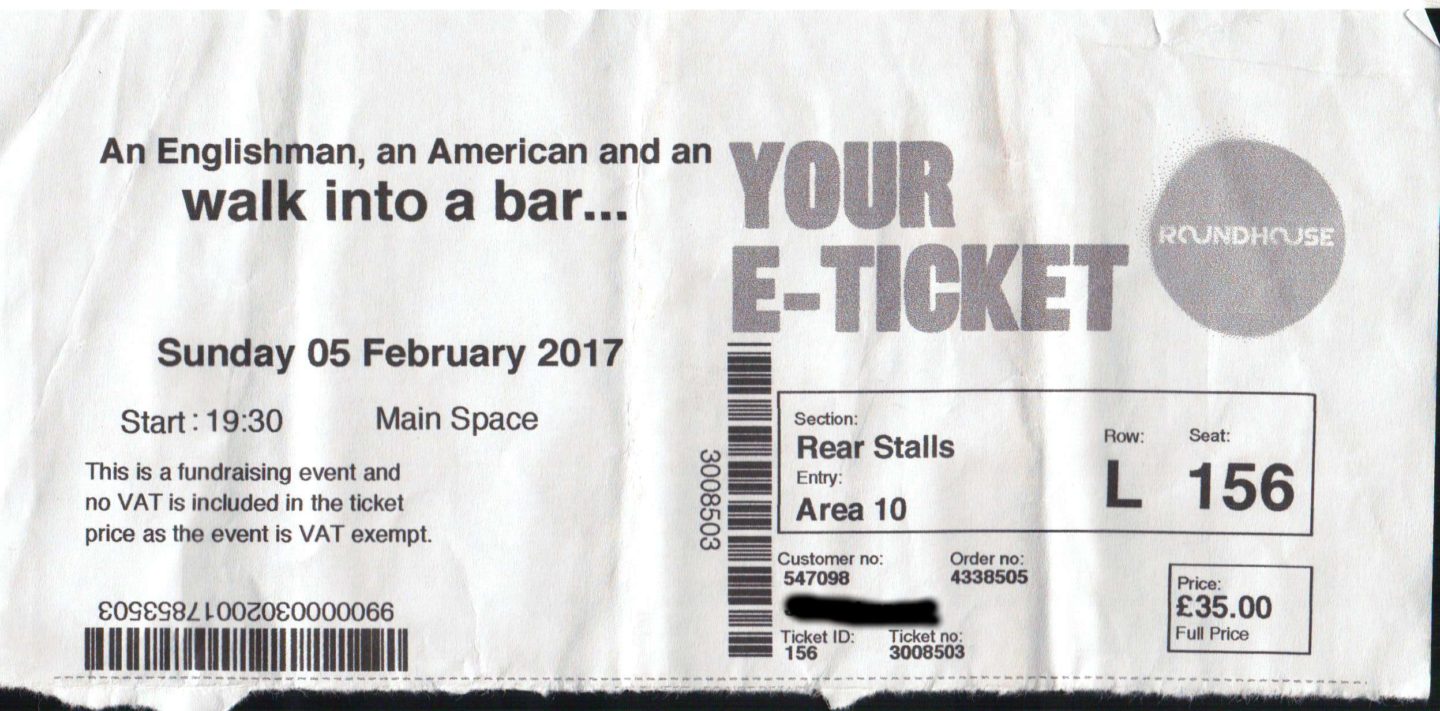 An Englishman, an American and an
walk into a bar...
Sunday 05 February 2017
Start : 19:30 Main Space
This is a fundraising event and
no VAT is included in the ticket
price as the event is VAT exempt.
990000003020017853503
YOUR
E-TICKET
ROUNDHOUSE
3008503
Section:
Rear Stalls
Entry:
Area 10
Row: Seat:
L 156
Customer no: Order no:
547098 4338505
Ticket ID: Ticket no:
156 3008503
Price:
£35.00
Full Price